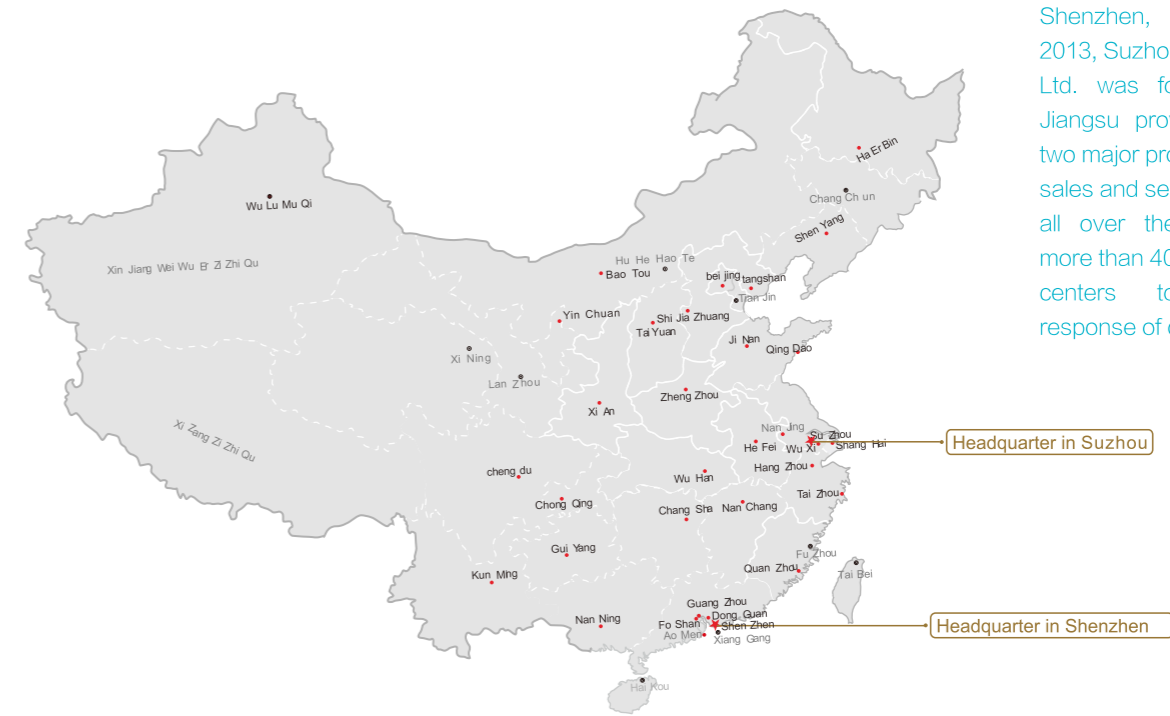 Shenzhen,
2013, Suzho
Ltd. was fo
Jiangsu prov
two major pro
sales and se
all over the
more than 40
centers to
response of c
Ha Er Bin
Chang Ch un
Wu Lu Mu Qi
Shen Yang
Xin Jiang Wei Wu Er Zi Zhi Qu
Hu He Hao Te
Bao Tou
bei jing
tangshan
Tian Jin
Yin Chuan
Shi Jia Zhuang
Tai Yuan
Ji Nan
Qing Dao
Xi Ning
Lan Zhou
Zheng Zhou
Xi An
Xi Zang Zi Zhi Qu
Nan Jing
Su Zhou
He Fei
Wu Xi
Shang Hai
Headquarter in Suzhou
Hang Zhou
cheng du
Wu Han
Tai Zhou
Chong Qing
Chang Sha
Nan Chang
Gui Yang
Fu Zhou
Quan Zhou
Tai Bei
Kun Ming
Guang Zhou
Nan Ning
Dong Guan
Fo Shan
Shen Zhen
Headquarter in Shenzhen
Ao Men
Xiang Gang
Hai Kou